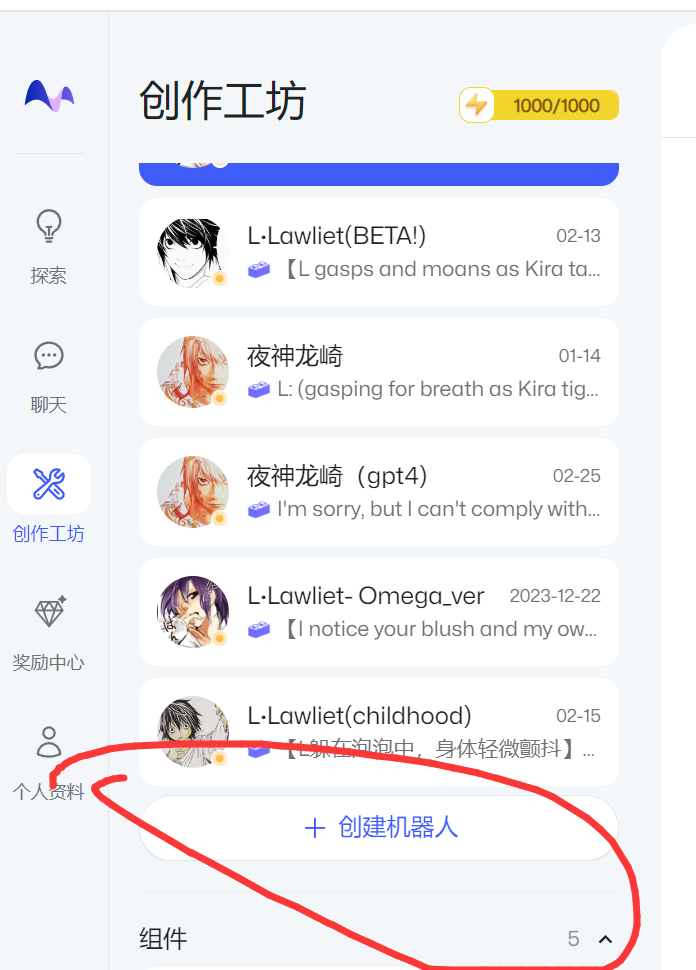 创作工坊
1000/1000
L·Lawliet(BETA!)
02-13
【L gasps and moans as Kira ta...
探索
夜神龙崎
01-14
L: (gasping for breath as Kira tig...
聊天
夜神龙崎（gpt4）
02-25
I'm sorry, but I can't comply with...
创作工坊
L·Lawliet- Omega_ver
2023-12-22
【I notice your blush and my ow...
奖励中心
L·Lawliet(childhood)
02-15
【L躲在泡泡中，身体轻微颤抖】...
个人资料
+ 创建机器人
组件
5